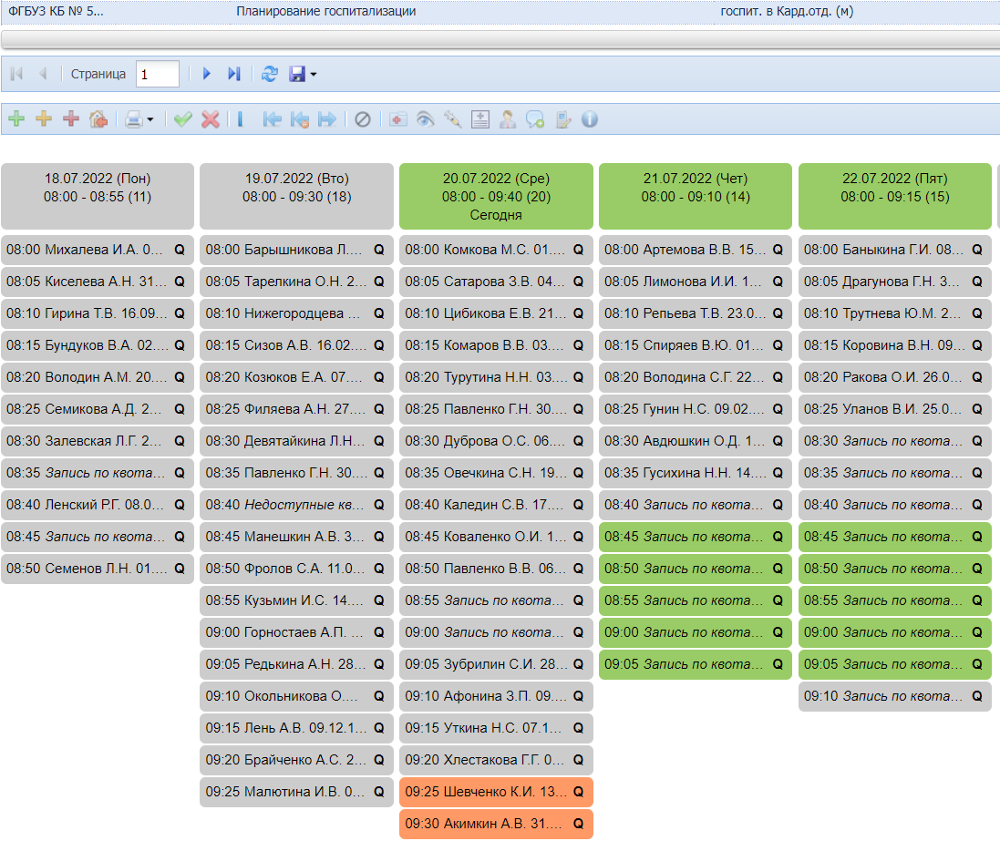 ФГБУЗ КБ № 5... Планирование госпитализации госпит. в Кард.отд. (м)
Страница 1
18.07.2022 (Пон)
08:00 - 08:55 (11)
08:00 Михалева И.А. 0... Q
08:05 Киселева А.Н. 31... Q
08:10 Гирина Т.В. 16.09... Q
08:15 Бундуков В.А. 02.... Q
08:20 Володин А.М. 20.... Q
08:25 Семикова А.Д. 2... Q
08:30 Залевская Л.Г. 2... Q
08:35 Запись по квота... Q
08:40 Ленский Р.Г. 08.0... Q
08:45 Запись по квота... Q
08:50 Семенов Л.Н. 01.... Q
19.07.2022 (Вто)
08:00 - 09:30 (18)
08:00 Барышникова Л.... Q
08:05 Тарелкина О.Н. 2... Q
08:10 Нижегородцева ... Q
08:15 Сизов А.В. 16.02.... Q
08:20 Козюков Е.А. 07.... Q
08:25 Филяева А.Н. 27.... Q
08:30 Девятайкина Л.Н... Q
08:35 Павленко Г.Н. 30.... Q
08:40 Недоступные кв... Q
08:45 Манешкин А.В. 3... Q
08:50 Фролов С.А. 11.0... Q
08:55 Кузьмин И.С. 14.... Q
09:00 Горностаев А.П. ... Q
09:05 Редькина А.Н. 28... Q
09:10 Окольникова О.... Q
09:15 Лень А.В. 09.12.1... Q
09:20 Брайченко А.С. 2... Q
09:25 Малютина И.В. 0... Q
20.07.2022 (Сре)
08:00 - 09:40 (20)
Сегодня
08:00 Комкова М.С. 01.... Q
08:05 Сатарова З.В. 04.... Q
08:10 Цибикова Е.В. 21... Q
08:15 Комаров В.В. 03.... Q
08:20 Турутина Н.Н. 03.... Q
08:25 Павленко Г.Н. 30.... Q
08:30 Дуброва О.С. 06.... Q
08:35 Овечкина С.Н. 19... Q
08:40 Каледин С.В. 17.... Q
08:45 Коваленко О.И. 1... Q
08:50 Павленко В.В. 06... Q
08:55 Запись по квота... Q
09:00 Запись по квота... Q
09:05 Зубрилин С.И. 28... Q
09:10 Афонина З.П. 09.... Q
09:15 Уткина Н.С. 07.1... Q
09:20 Хлестакова Г.Г. 0... Q
09:25 Шевченко К.И. 13... Q
09:30 Акимкин А.В. 31.... Q
21.07.2022 (Чет)
08:00 - 09:10 (14)
08:00 Артемова В.В. 15... Q
08:05 Лимонова И.И. 1... Q
08:10 Репьева Т.В. 23.0... Q
08:15 Спиряев В.Ю. 01... Q
08:20 Володина С.Г. 22... Q
08:25 Гунин Н.С. 09.02.... Q
08:30 Авдюшкин О.Д. 1... Q
08:35 Гусихина Н.Н. 14.... Q
08:40 Запись по квота... Q
08:45 Запись по квота... Q
08:50 Запись по квота... Q
08:55 Запись по квота... Q
09:00 Запись по квота... Q
09:05 Запись по квота... Q
22.07.2022 (Пят)
08:00 - 09:15 (15)
08:00 Баныкина Г.И. 08... Q
08:05 Драгунова Г.Н. 3... Q
08:10 Трутнева Ю.М. 2... Q
08:15 Коровина В.Н. 09... Q
08:20 Ракова О.И. 26.0... Q
08:25 Уланов В.И. 25.0... Q
08:30 Запись по квота... Q
08:35 Запись по квота... Q
08:40 Запись по квота... Q
08:45 Запись по квота... Q
08:50 Запись по квота... Q
08:55 Запись по квота... Q
09:00 Запись по квота... Q
09:05 Запись по квота... Q
09:10 Запись по квота... Q